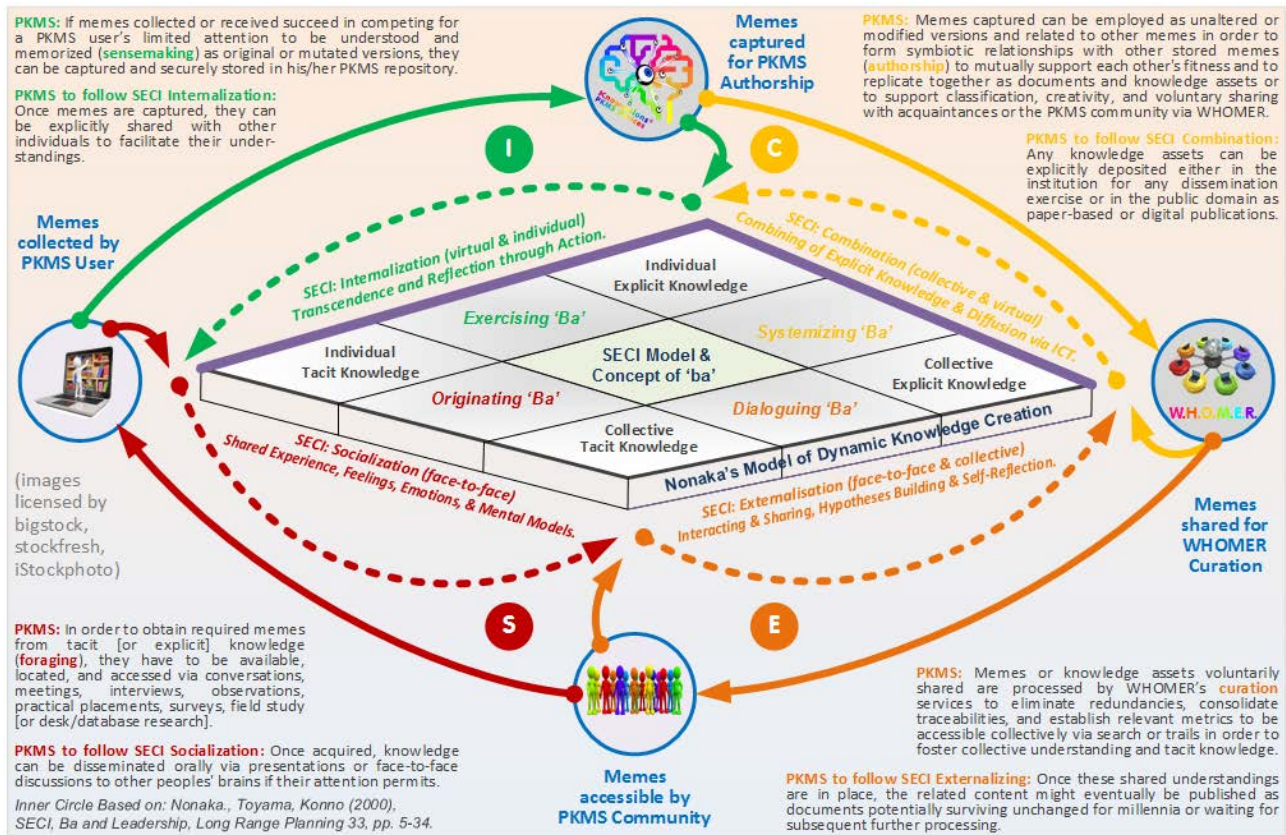 PKMS: If memes collected or received succeed in competing for
a PKMS user's limited attention to be understood and
memorized (sensemaking) as original or mutated versions, they
can be captured and securely stored in his/her PKMS repository.
PKMS to follow SECI Internalization:
Once memes are captured, they can
be explicitly shared with other
individuals to facilitate their under-
standings.
Memes
captured
for PKMS
Authorship
PKMS: Memes captured can be employed as unaltered or
modified versions and related to other memes in order to
form symbiotic relationships with other stored memes
(authorship) to mutually support each other's fitness and to
replicate together as documents and knowledge assets or
to support classification, creativity, and voluntary sharing
with acquaintances or the PKMS community via WHOMER.
PKMS to follow SECI Combination:
Any knowledge assets can be
explicitly deposited either in the
institution for any dissemination
exercise or in the public domain as
paper-based or digital publications.
I
C
Memes
collected by
PKMS User
SECI: Internalization (virtual & individual)
Transcendence and Reflection through Action.
SECI: Combination (collective & virtual)
Combining of Explicit Knowledge & Diffusion via ICT.
Individual
Explicit Knowledge
Exercising 'Ba'
Systemizing 'Ba'
Individual
Tacit Knowledge
SECI Model &
Concept of 'ba'
Collective
Explicit Knowledge
Originating 'Ba'
Dialoguing 'Ba'
Collective
Tacit Knowledge
Nonaka's Model of Dynamic Knowledge Creation
W.H.O.M.E.R.
SECI: Socialization (face-to-face)
Shared Experience, Feelings, Emotions, & Mental Models.
SECI: Externalisation (face-to-face & collective)
Interacting & Sharing, Hypotheses Building & Self-Reflection.
(images
licensed by
bigstock,
stockfresh,
iStockphoto)
Memes
shared for
WHOMER
Curation
S
E
PKMS: In order to obtain required memes
from tacit [or explicit] knowledge
(foraging), they have to be available,
located, and accessed via conversations,
meetings, interviews, observations,
practical placements, surveys, field study
[or desk/database research].
PKMS to follow SECI Socialization: Once acquired, knowledge
can be disseminated orally via presentations or face-to-face
discussions to other peoples' brains if their attention permits.
Inner Circle Based on: Nonaka., Toyama, Konno (2000),
SECI, Ba and Leadership, Long Range Planning 33, pp. 5-34.
Memes
accessible by
PKMS Community
PKMS: Memes or knowledge assets voluntarily
shared are processed by WHOMER's curation
services to eliminate redundancies, consolidate
traceabilities, and establish relevant metrics to be
accessible collectively via search or trails in order to
foster collective understanding and tacit knowledge.
PKMS to follow SECI Externalizing: Once these shared understandings
are in place, the related content might eventually be published as
documents potentially surviving unchanged for millennia or waiting for
subsequent further processing.